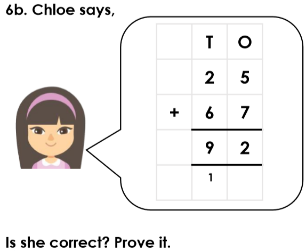 6b. Chloe says,
T O
2 5
+ 6 7
9 2
1
Is she correct? Prove it.